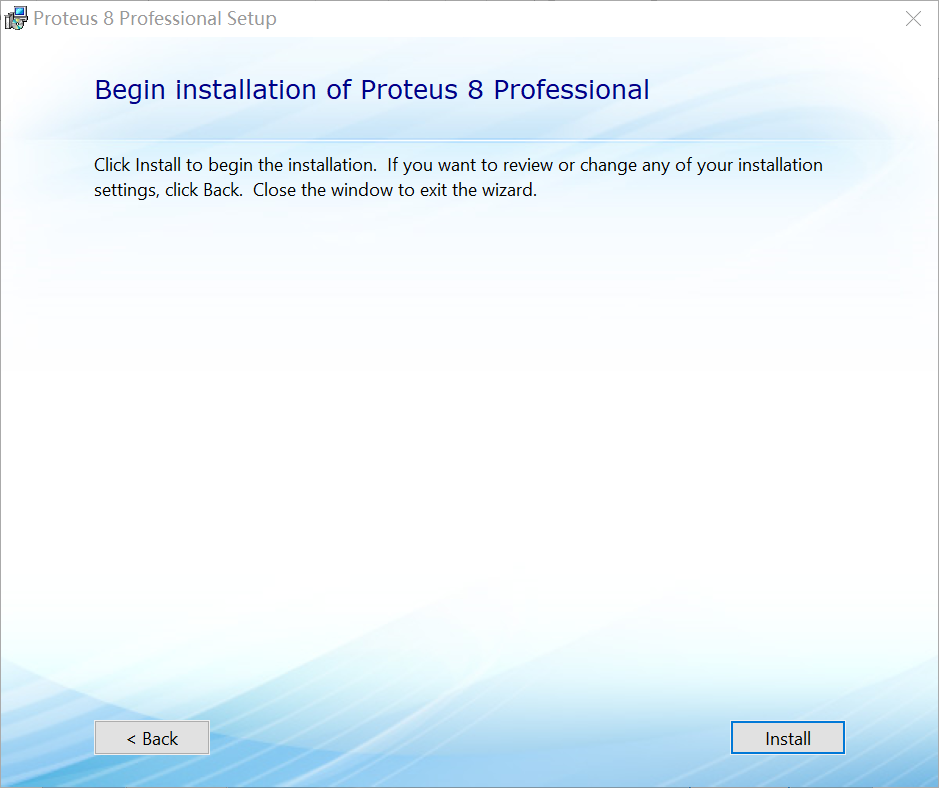 Proteus 8 Professional Setup
Begin installation of Proteus 8 Professional
Click Install to begin the installation.  If you want to review or change any of your installation
settings, click Back.  Close the window to exit the wizard.
< Back
Install